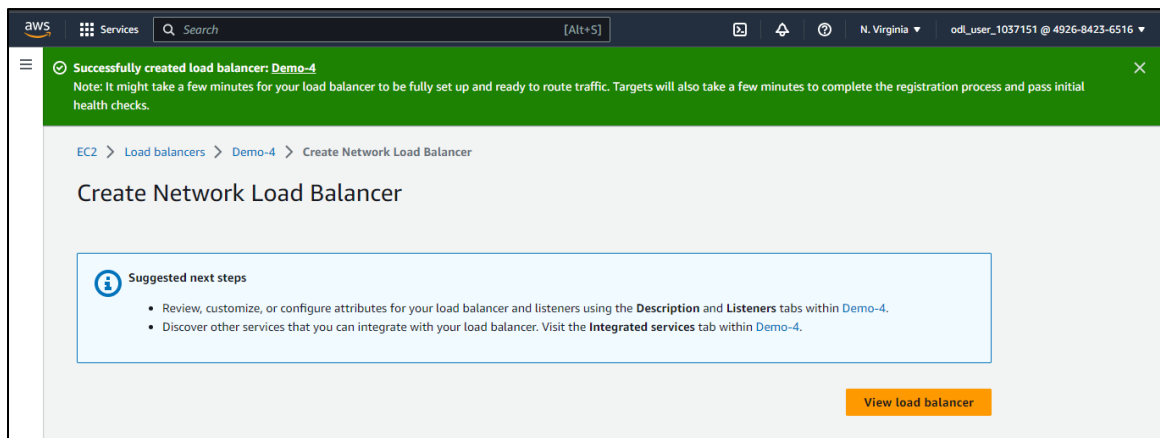 aws Services Search [Alt+S] N. Virginia odl_user_1037151 @ 4926-8423-6516
Successfully created load balancer: Demo-4
Note: It might take a few minutes for your load balancer to be fully set up and ready to route traffic. Targets will also take a few minutes to complete the registration process and pass initial
health checks.
EC2 > Load balancers > Demo-4 > Create Network Load Balancer
Create Network Load Balancer
Suggested next steps
• Review, customize, or configure attributes for your load balancer and listeners using the Description and Listeners tabs within Demo-4.
• Discover other services that you can integrate with your load balancer. Visit the Integrated services tab within Demo-4.
View load balancer